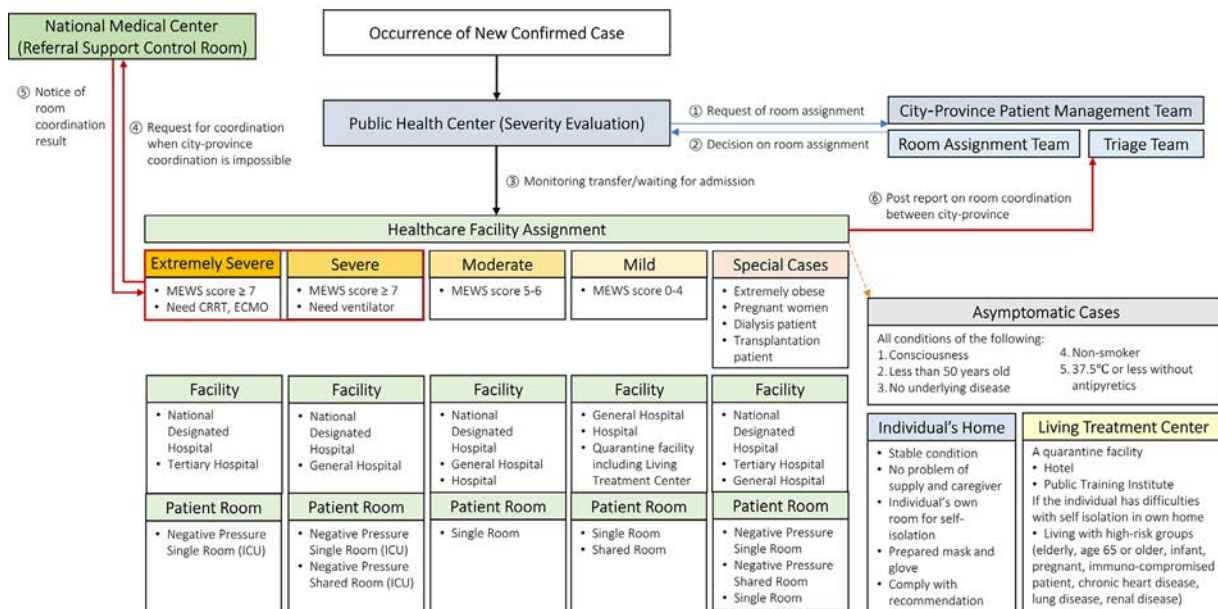 National Medical Center
(Referral Support Control Room)
Occurrence of New Confirmed Case
⑤ Notice of
room
coordination
result
④ Request for coordination
when city-province
coordination is impossible
Public Health Center (Severity Evaluation)
① Request of room assignment
② Decision on room assignment
City-Province Patient Management Team
Room Assignment Team
Triage Team
③ Monitoring transfer/waiting for admission
⑥ Post report on room coordination
between city-province
Healthcare Facility Assignment
Extremely Severe
• MEWS score ≥ 7
• Need CRRT, ECMO
Severe
• MEWS score ≥ 7
• Need ventilator
Moderate
• MEWS score 5-6
Mild
• MEWS score 0-4
Special Cases
• Extremely obese
• Pregnant women
• Dialysis patient
• Transplantation
patient
Asymptomatic Cases
All conditions of the following:
1. Consciousness
2. Less than 50 years old
3. No underlying disease
4. Non-smoker
5. 37.5℃ or less without
antipyretics
Facility
• National
Designated
Hospital
• Tertiary Hospital
Facility
• National
Designated
Hospital
• General Hospital
Facility
• National
Designated
Hospital
• General Hospital
• Hospital
Facility
• General Hospital
• Hospital
• Quarantine facility
including Living
Treatment Center
Facility
• National
Designated
Hospital
• Tertiary Hospital
• General Hospital
Patient Room
• Negative Pressure
Single Room (ICU)
Patient Room
• Negative Pressure
Single Room (ICU)
• Negative Pressure
Shared Room (ICU)
Patient Room
• Single Room
Patient Room
• Single Room
• Shared Room
Patient Room
• Negative Pressure
Single Room
• Negative Pressure
Shared Room
• Single Room
Individual's Home
• Stable condition
• No problem of
supply and caregiver
• Individual's own
room for self-
isolation
• Prepared mask and
glove
• Comply with
recommendation
Living Treatment Center
A quarantine facility
• Hotel
• Public Training Institute
If the individual has difficulties
with self isolation in own home
• Living with high-risk groups
(elderly, age 65 or older, infant,
pregnant, immuno-compromised
patient, chronic heart disease,
lung disease, renal disease)